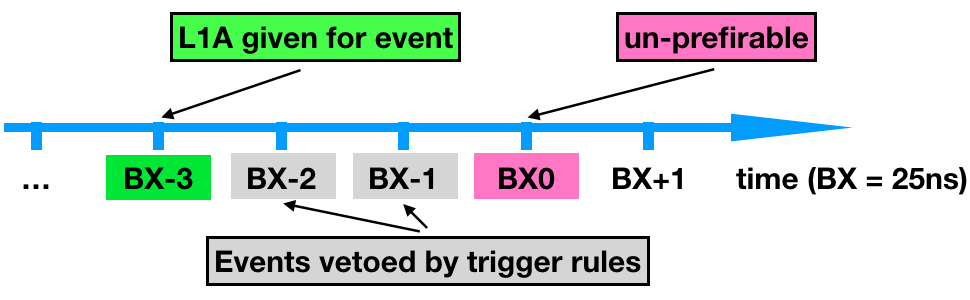 L1A given for event
un-prefirable
... BX-3 BX-2 BX-1 BX0 BX+1 time (BX = 25ns)
Events vetoed by trigger rules